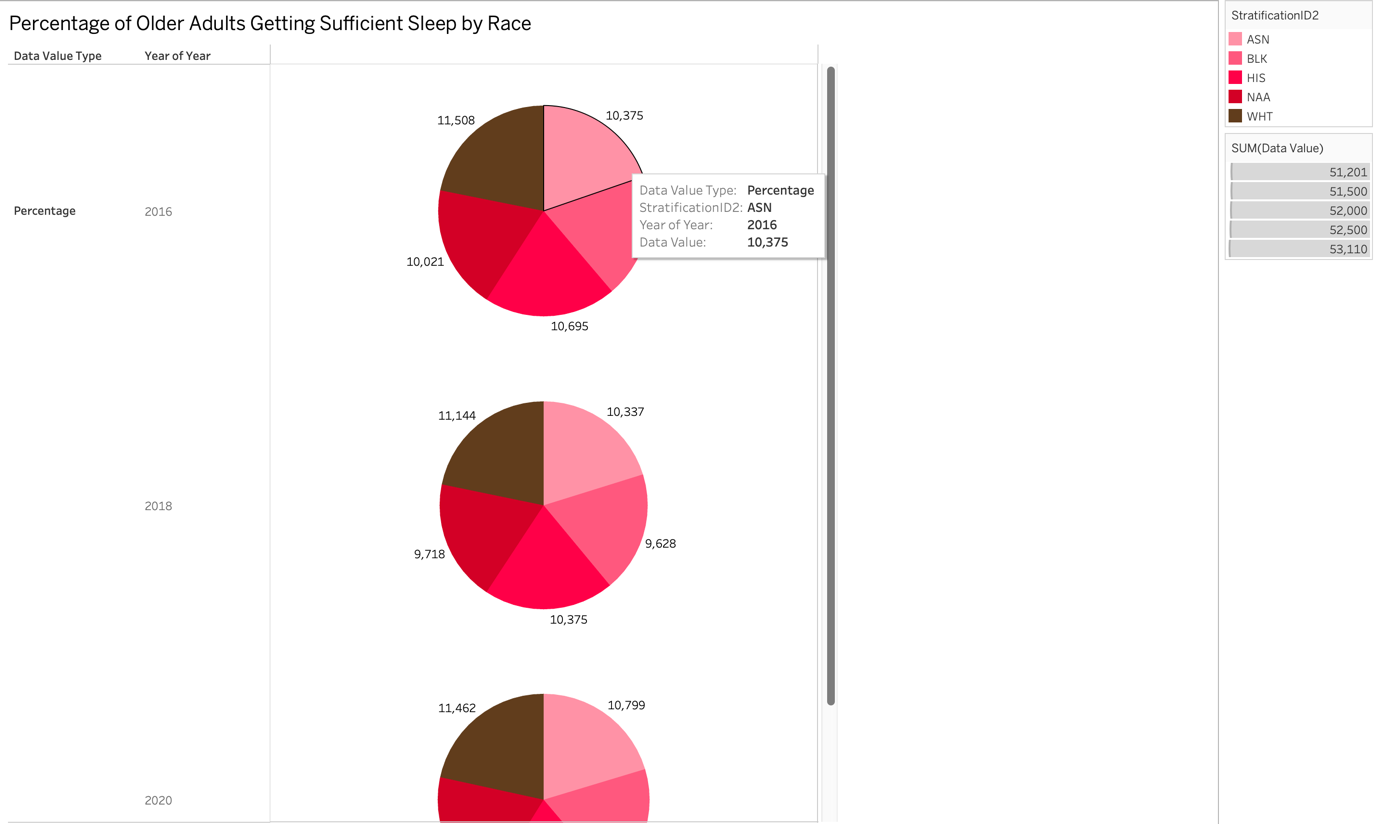 Percentage of Older Adults Getting Sufficient Sleep by Race
Data Value Type Year of Year
Percentage 2016
11,508
10,375
10,021
10,695
Data Value Type: Percentage
StratificationID2: ASN
Year of Year: 2016
Data Value: 10,375
2018
11,144
10,337
9,718
9,628
10,375
2020
11,462
10,799
StratificationID2
ASN
BLK
HIS
NAA
WHT
SUM(Data Value)
51,201
51,500
52,000
52,500
53,110